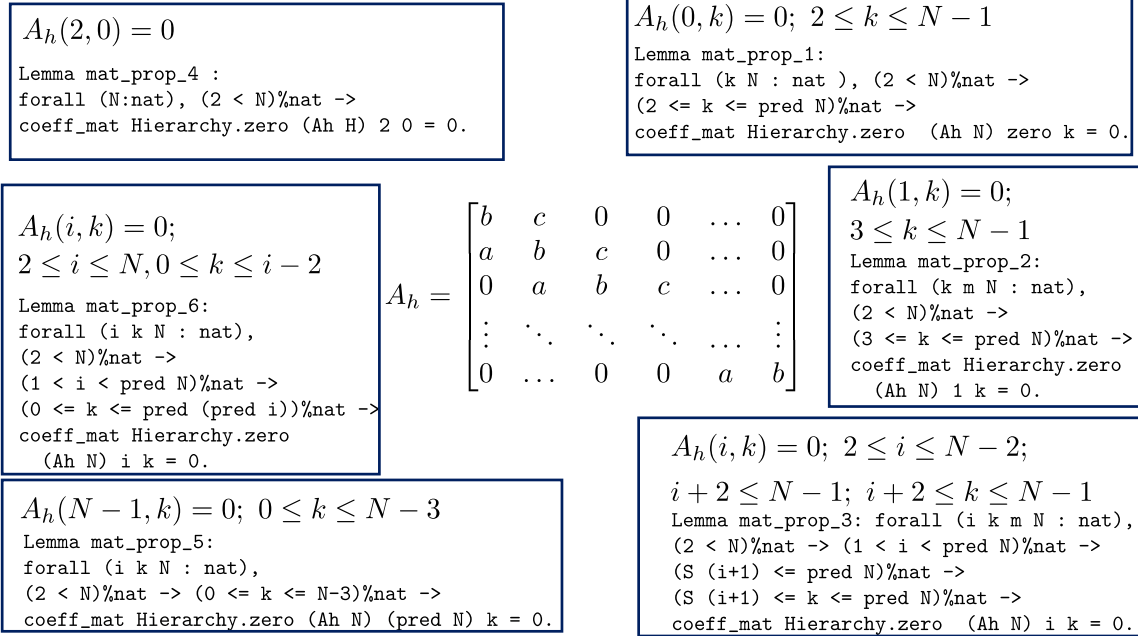 A_h(2, 0) = 0
Lemma mat_prop_4 :
forall (N:nat), (2 < N)%nat ->
coeff_mat Hierarchy.zero (Ah H) 2 0 = 0.
A_h(0, k) = 0; 2 ≤ k ≤ N − 1
Lemma mat_prop_1:
forall (k N : nat ), (2 < N)%nat ->
(2 <= k <= pred N)%nat ->
coeff_mat Hierarchy.zero (Ah N) zero k = 0.
A_h(i, k) = 0;
2 ≤ i ≤ N, 0 ≤ k ≤ i − 2
Lemma mat_prop_6:
forall (i k N : nat),
(2 < N)%nat ->
(1 < i < pred N)%nat ->
(0 <= k <= pred (pred i))%nat ->
coeff_mat Hierarchy.zero
(Ah N) i k = 0.
b c 0 0 … 0
a b c 0 … 0
A_h = 0 a b c … 0
⋮ ⋱ ⋱ ⋱ … ⋮
0 … 0 0 a b
A_h(1, k) = 0;
3 ≤ k ≤ N − 1
Lemma mat_prop_2:
forall (k m N : nat),
(2 < N)%nat ->
(3 <= k <= pred N)%nat ->
coeff_mat Hierarchy.zero
(Ah N) 1 k = 0.
A_h(N − 1, k) = 0; 0 ≤ k ≤ N − 3
Lemma mat_prop_5:
forall (i k N : nat),
(2 < N)%nat -> (0 <= k <= N-3)%nat ->
coeff_mat Hierarchy.zero (Ah N) (pred N) k = 0.
A_h(i, k) = 0; 2 ≤ i ≤ N − 2;
i + 2 ≤ N − 1; i + 2 ≤ k ≤ N − 1
Lemma mat_prop_3: forall (i k m N : nat),
(2 < N)%nat -> (1 < i < pred N)%nat ->
(S (i+1) <= pred N)%nat ->
(S (i+1) <= k <= pred N)%nat ->
coeff_mat Hierarchy.zero (Ah N) i k = 0.